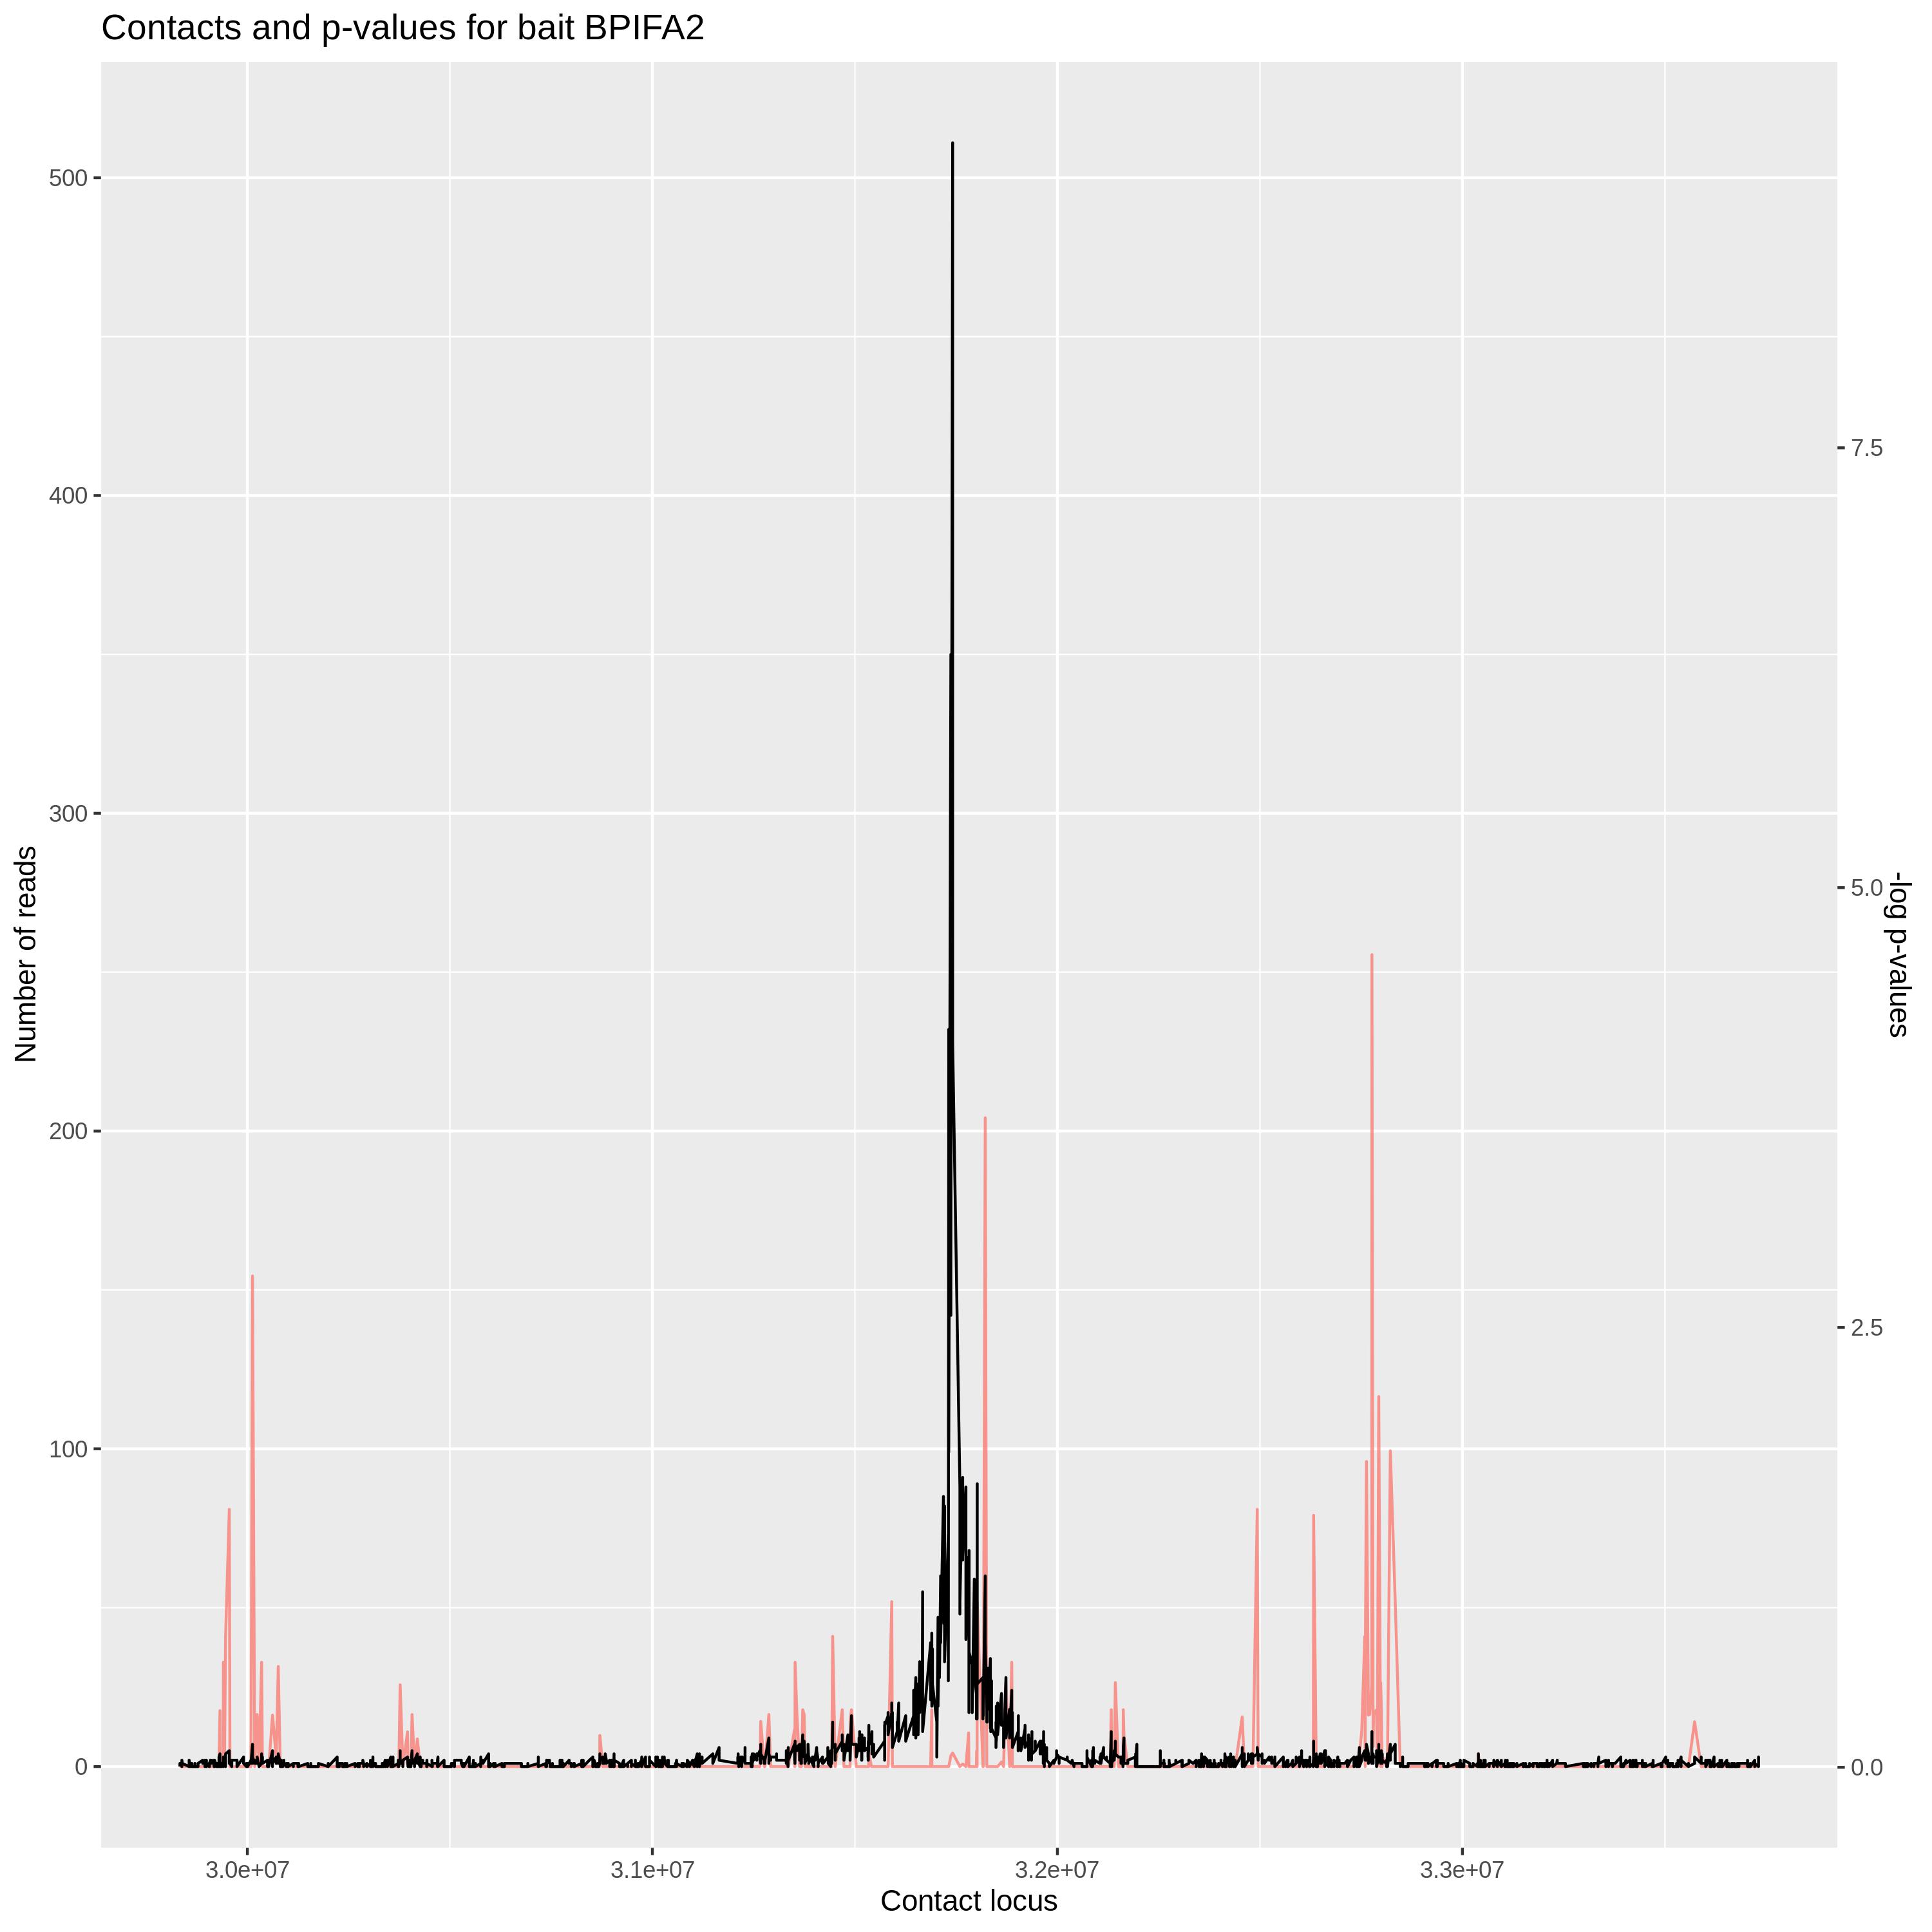 Contacts and p-values for bait BPIFA2
500
400
300
200
100
0
Number of reads
7.5
5.0
2.5
0.0
-log p-values
3.0e+07 3.1e+07 3.2e+07 3.3e+07
Contact locus